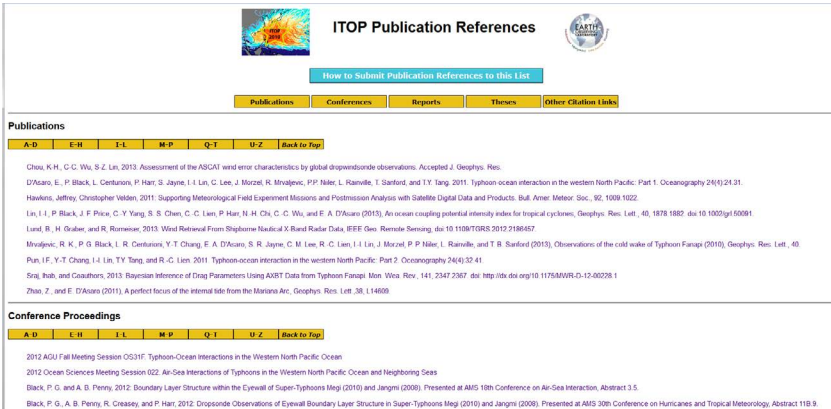 ITOP
2010
ITOP Publication References
EARTH
How to Submit Publication References to this List
Publications Conferences Reports Theses Other Citation Links
Publications
A-D E-H I-L M-P Q-T U-Z Back to Top
Chou, K-H., C-C. Wu, S-Z. Lin, 2013. Assessment of the ASCAT wind error characteristics by global dropwindsonde observations. Accepted J. Geophys. Res.
D'Asaro, E., P. Black, L. Centurioni, P. Harr, S. Jayne, I.-I. Lin, C. Lee, J. Morzel, R. Mrvaljevic, P.P. Niiler, L. Rainville, T. Sanford, and T.Y. Tang. 2011. Typhoon-ocean interaction in the western North Pacific: Part 1. Oceanography 24(4):24.31.
Hawkins, Jeffrey, Christopher Velden, 2011: Supporting Meteorological Field Experiment Missions and Postmission Analysis with Satellite Digital Data and Products. Bull. Amer. Meteor. Soc., 92, 1009.1022.
Lin, I.-I., P. Black, J. F. Price, C.-Y. Yang, S. S. Chen, C.-C. Lien, P. Harr, N.-H. Chi, C.-C. Wu, and E. A. D'Asaro (2013), An ocean coupling potential intensity index for tropical cyclones, Geophys. Res. Lett., 40, 1878 1882, doi:10.1002/grl.50091.
Lund, B., H. Graber, and R. Romeiser, 2013. Wind Retrieval From Shipborne Nautical X-Band Radar Data, IEEE Geo. Remote Sensing, doi 10.1109/TGRS.2012.2186457.
Mrvaljevic, R. K., P.G. Black, L. R. Centurioni, Y.-T. Chang, E. A. D'Asaro, S. R. Jayne, C. M. Lee, R.-C. Lien, I.-I. Lin, J. Morzel, P. P. Niiler, L. Rainville, and T. B. Sanford (2013), Observations of the cold wake of Typhoon Fanapi (2010), Geophys. Res. Lett., 40.
Pun, I.F., Y.-T. Chang, I.-I. Lin, T.Y. Tang, and R.-C. Lien. 2011. Typhoon-ocean interaction in the western North Pacific: Part 2. Oceanography 24(4):32.41.
Sraj, Ihab, and Coauthors, 2013: Bayesian Inference of Drag Parameters Using AXBT Data from Typhoon Fanapi. Mon. Wea. Rev., 141, 2347.2367. doi: http://dx.doi.org/10.1175/MWR-D-12-00228.1
Zhao, Z., and E. D'Asaro (2011), A perfect focus of the internal tide from the Mariana Arc, Geophys. Res. Lett.,38, L14609.
Conference Proceedings
A-D E-H I-L M-P Q-T U-Z Back to Top
2012 AGU Fall Meeting Session OS31F. Typhoon-Ocean Interactions in the Western North Pacific Ocean
2012 Ocean Sciences Meeting Session 022. Air-Sea Interactions of Typhoons in the Western North Pacific Ocean and Neighboring Seas
Black, P. G. and A. B. Penny, 2012: Boundary Layer Structure within the Eyewall of Super-Typhoons Megi (2010) and Jangmi (2008). Presented at AMS 18th Conference on Air-Sea Interaction, Abstract 3.5.
Black, P. G., A. B. Penny, R. Creasey, and P. Harr, 2012: Dropsonde Observations of Eyewall Boundary Layer Structure in Super-Typhoons Megi (2010) and Jangmi (2008). Presented at AMS 30th Conference on Hurricanes and Tropical Meteorology, Abstract 11B.9.